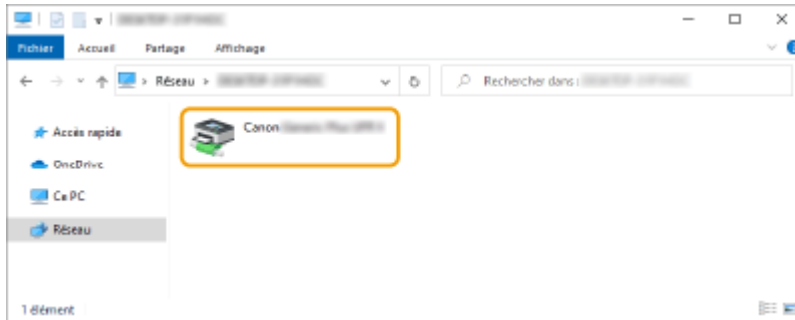 Fichier Accueil Partage Affichage
Réseau
Rechercher dans :
Accès rapide
Canon
OneDrive
Ce PC
Réseau
1 élément